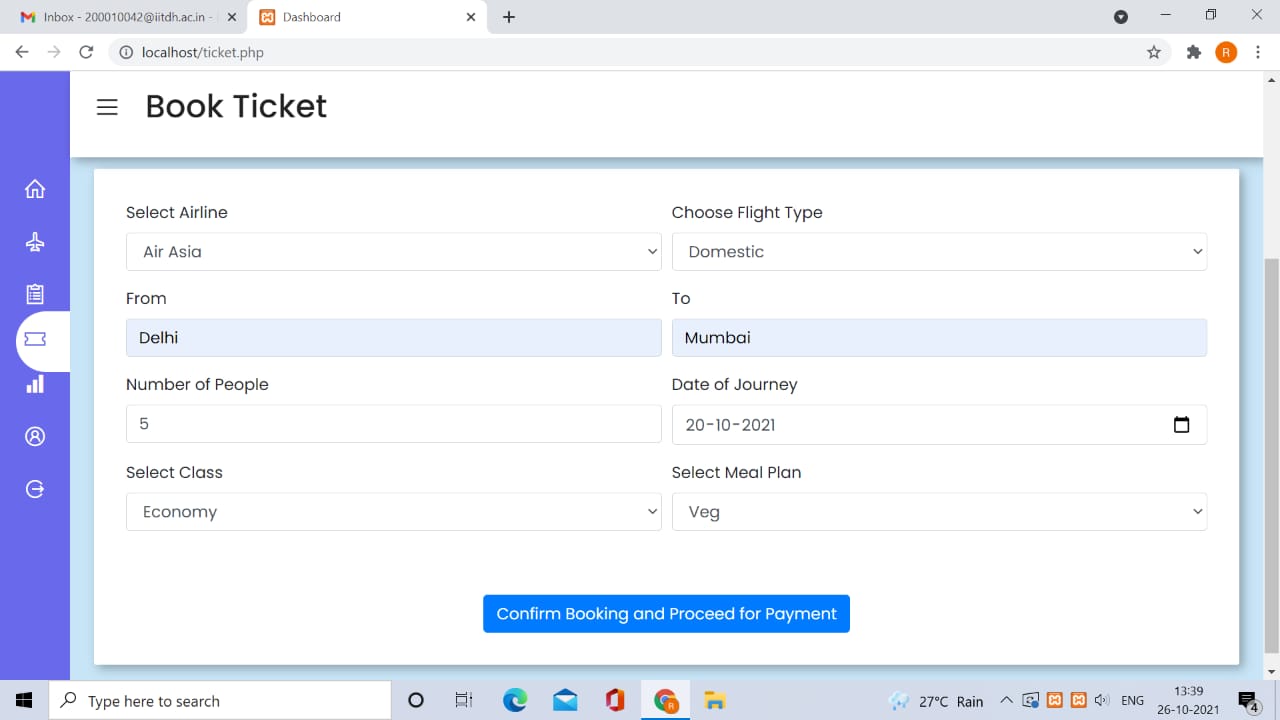 Inbox - 200010042@iitdh.ac.in -
Dashboard
localhost/ticket.php
R
Book Ticket
Select Airline
Choose Flight Type
Air Asia
Domestic
From
To
Delhi
Mumbai
Number of People
Date of Journey
5
20-10-2021
Select Class
Select Meal Plan
Economy
Veg
Confirm Booking and Proceed for Payment
Type here to search
R
27°C Rain
ENG
13:39
26-10-2021
4